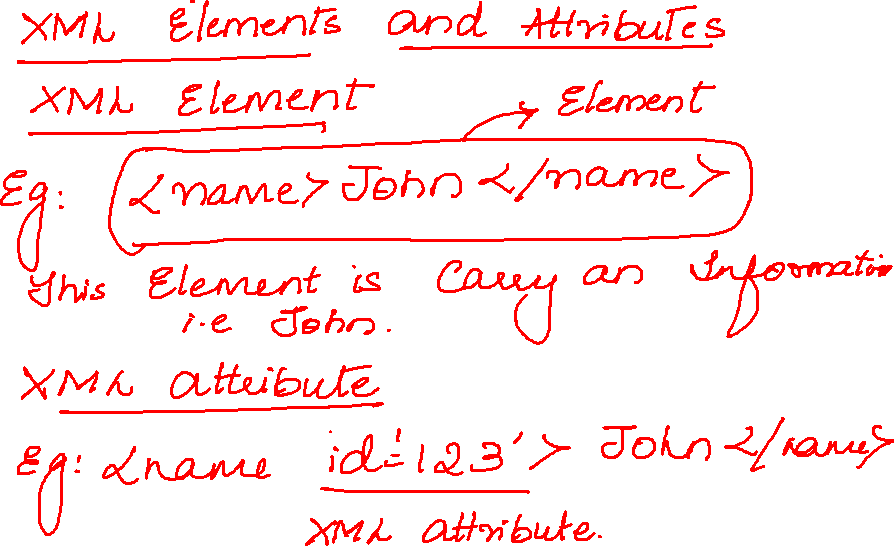 XML Elements and Attributes
XML Element
Element
Eg: <name> John </name>
This Element is Carry an Information
i.e John.
XML attribute
Eg: <name id='123'> John </name>
XML attribute.